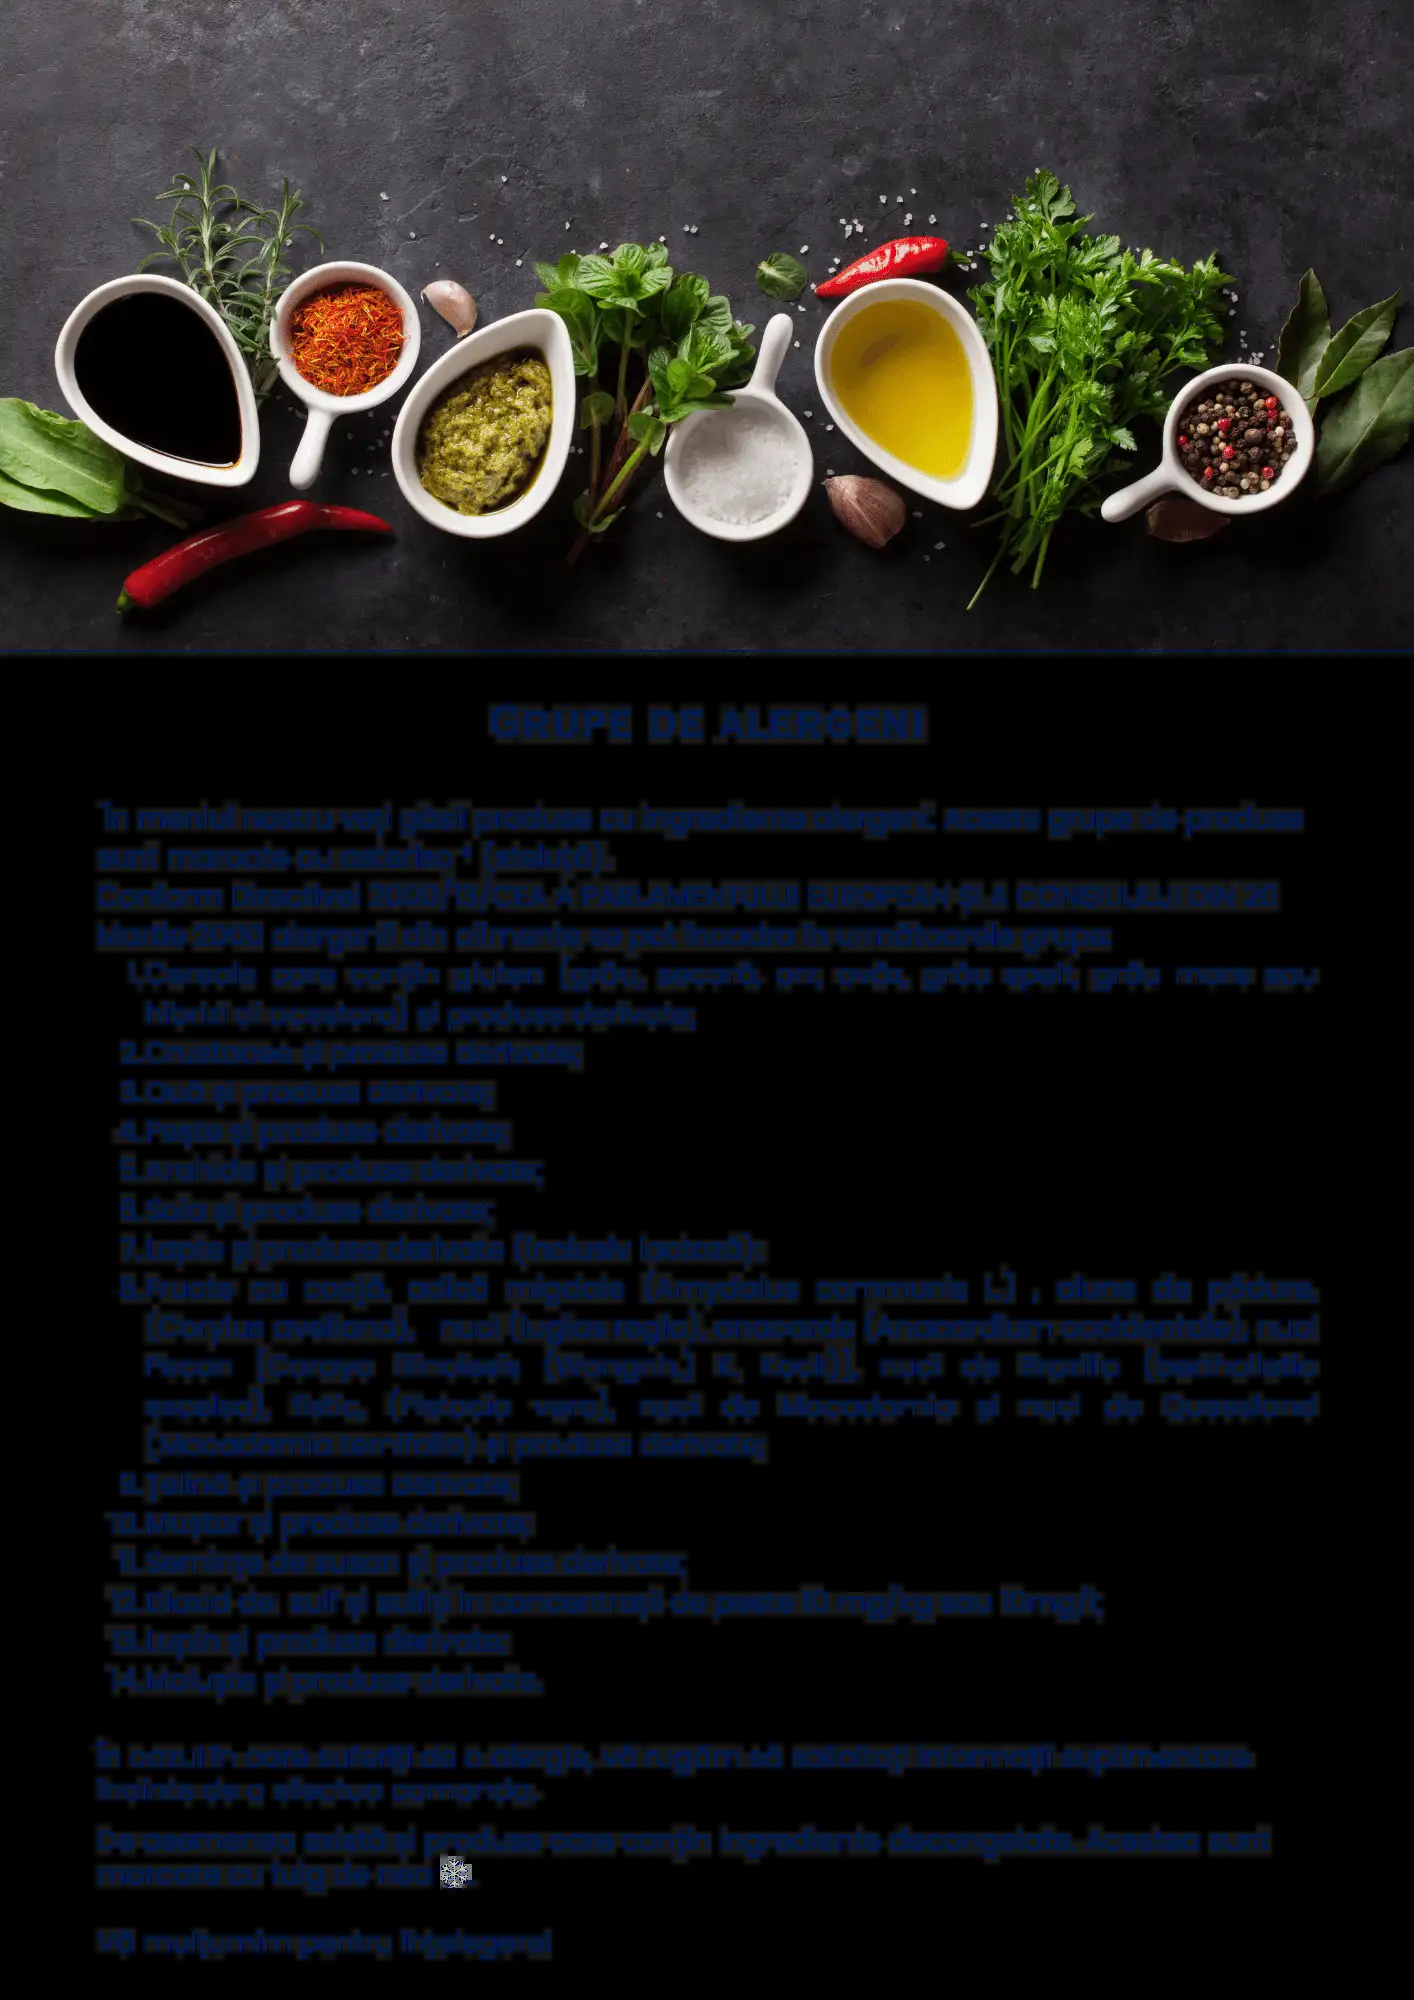 GRUPE DE ALERGENI
În meniul nostru veți găsi produse cu ingrediente alergeni. Aceste grupe de produse
sunt marcate cu asterisc * (steluță).
Conform Directivei 2000/13/CEA A PARLAMENTULUI EUROPEAN ȘI A CONSILIULUI DIN 20
Martie 2000 alergenii din alimente se pot încadra în următoarele grupe:
1.Cereale care conțin gluten (grâu, secară, orz, ovăz, grâu spelt, grâu mare sau
hibrizi ai acestora) și produse derivate;
2.Crustacee și produse derivate;
3.Ouă și produse derivate;
4.Pește și produse derivate;
5.Arahide și produse derivate;
6.Soia și produse derivate;
7.Lapte și produse derivate (inclusiv lactoză);
8.Fructe cu coajă, adică migdale (Amydalus communis L.) , alune de pădure,
(Corylus avellana), nuci (Juglas regia), anacarde (Anacardium occidentale), nuci
Pecan (Caraya illinoiesis (Wangenh.) K. Koch)), nuci de Brazilia (bertholletia
excelsa), fistic, (Pistacia vera), nuci de Macadamia și nuci de Queesland
(Macadamia ternifolia) și produse derivate;
9.Țelină și produse derivate;
10.Muștar și produse derivate;
11.Semințe de susan și produse derivate;
12.Dioxid de sulf și sulfiți în concentrații de peste 10 mg/kg sau 10mg/l;
13.Lupin și produse derivate;
14.Moluște și produse derivate.
În cazul în care suferiți de o alergie, vă rugăm să solicitați informații suplimentare
înainte de a efectua comanda.
De asemenea există și produse care conțin ingrediente decongelate. Acestea sunt
marcate cu fulg de nea
Vă mulțumim pentru înțelegere!